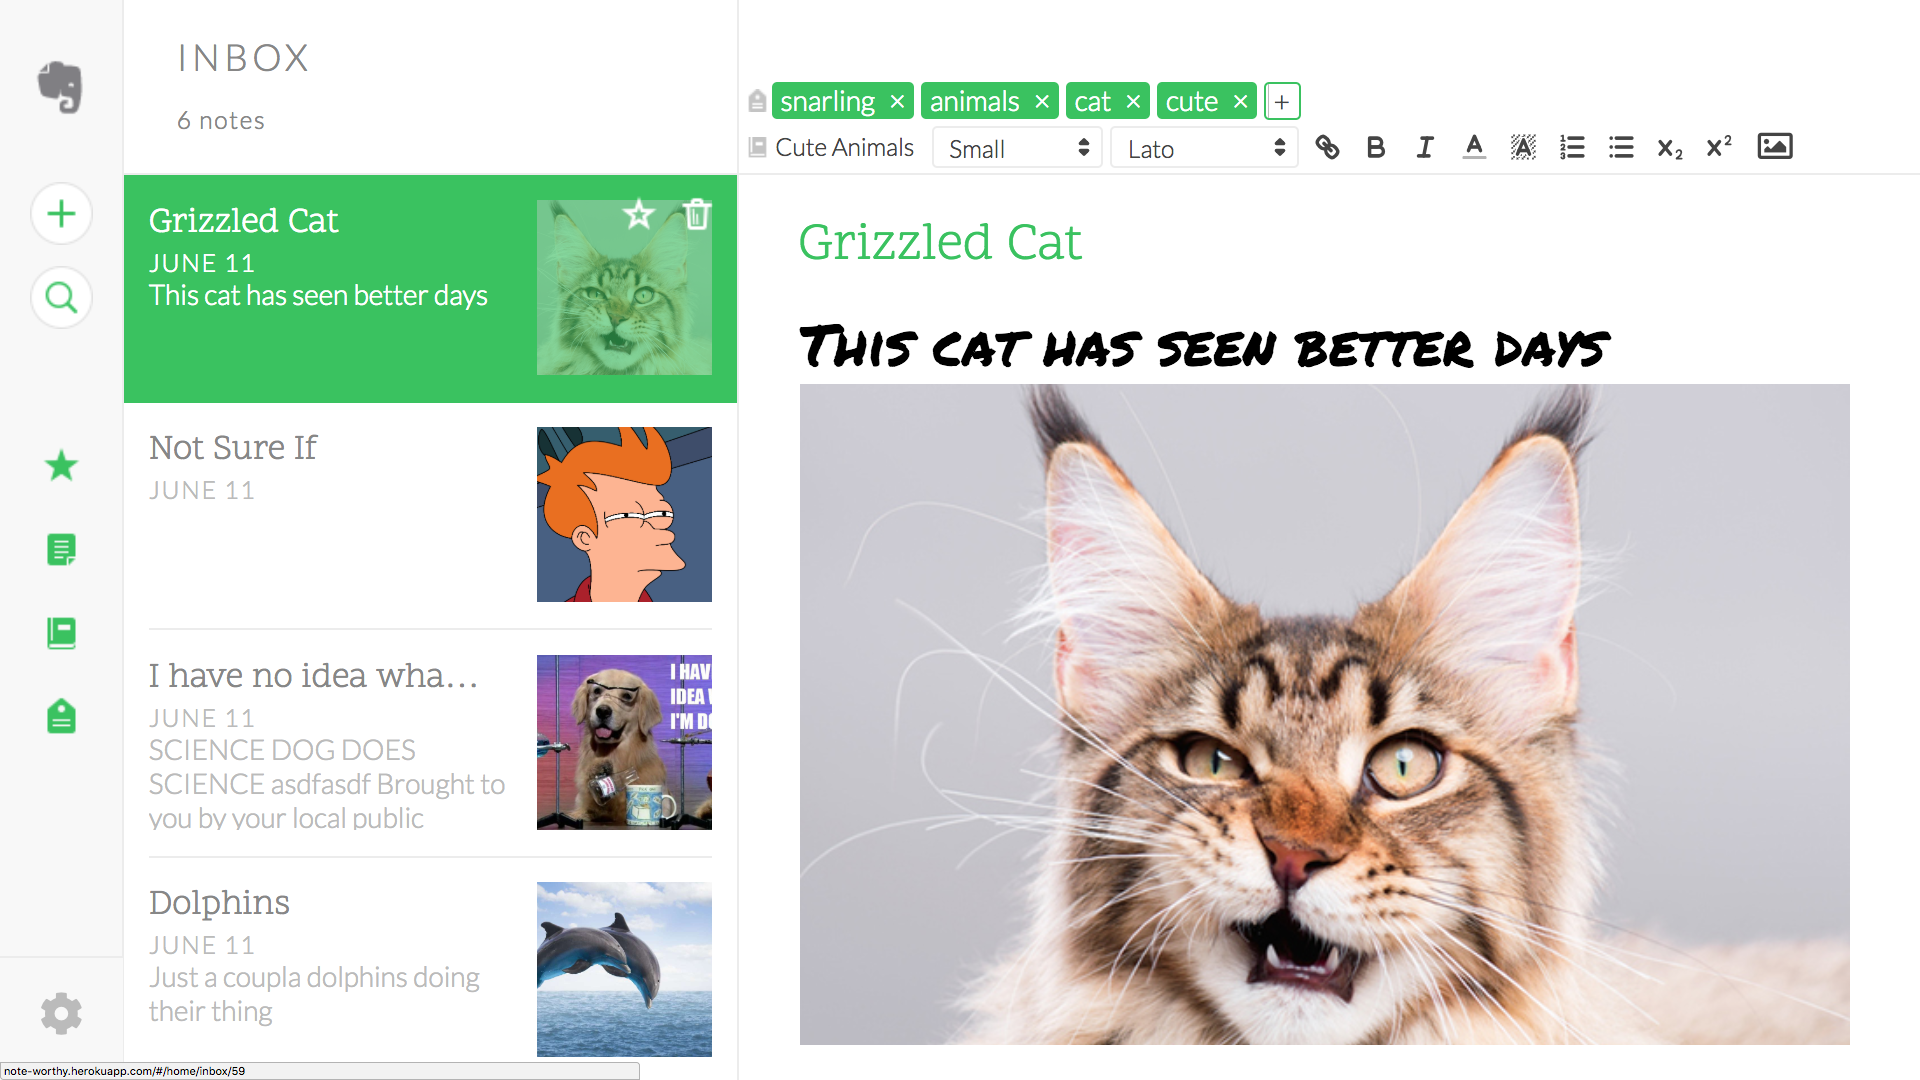 INBOX
6 notes
snarling × animals × cat × cute × +
Cute Animals Small Lato B I A A X₂ X²
Grizzled Cat
JUNE 11
This cat has seen better days
Not Sure If
JUNE 11
I have no idea wha...
JUNE 11
SCIENCE DOG DOES
SCIENCE asdfasdf Brought to
you by your local public
I HAV
IDEA
I'M DO
Dolphins
JUNE 11
Just a coupla dolphins doing
their thing
Grizzled Cat
This cat has seen better days
note-worthy.herokuapp.com/#/home/inbox/59